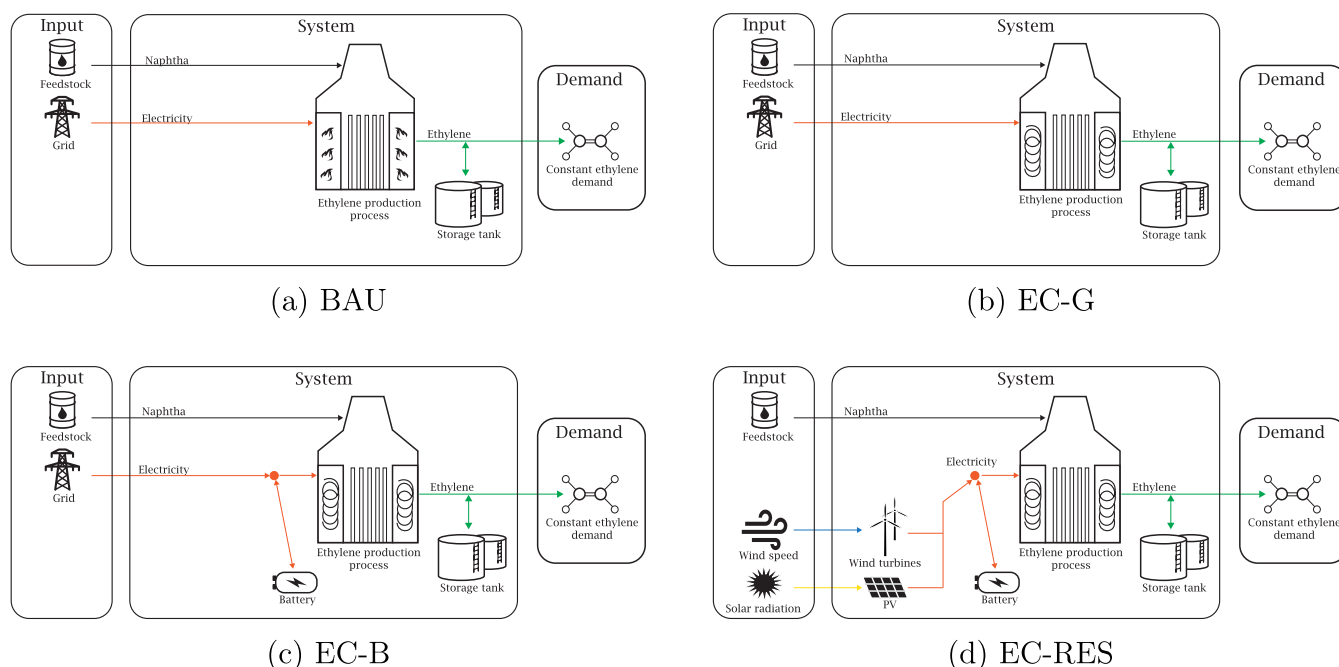 Input
System
Feedstock
Naphtha
Grid
Electricity
Ethylene production
process
Ethylene
Storage tank
Demand
Constant ethylene
demand
(a) BAU
Input
System
Feedstock
Naphtha
Grid
Electricity
Ethylene production
process
Ethylene
Storage tank
Demand
Constant ethylene
demand
(b) EC-G
Input
System
Feedstock
Naphtha
Grid
Electricity
Battery
Ethylene production
process
Ethylene
Storage tank
Demand
Constant ethylene
demand
(c) EC-B
Input
System
Feedstock
Naphtha
Wind speed
Solar radiation
Wind turbines
PV
Electricity
Battery
Ethylene production
process
Ethylene
Storage tank
Demand
Constant ethylene
demand
(d) EC-RES